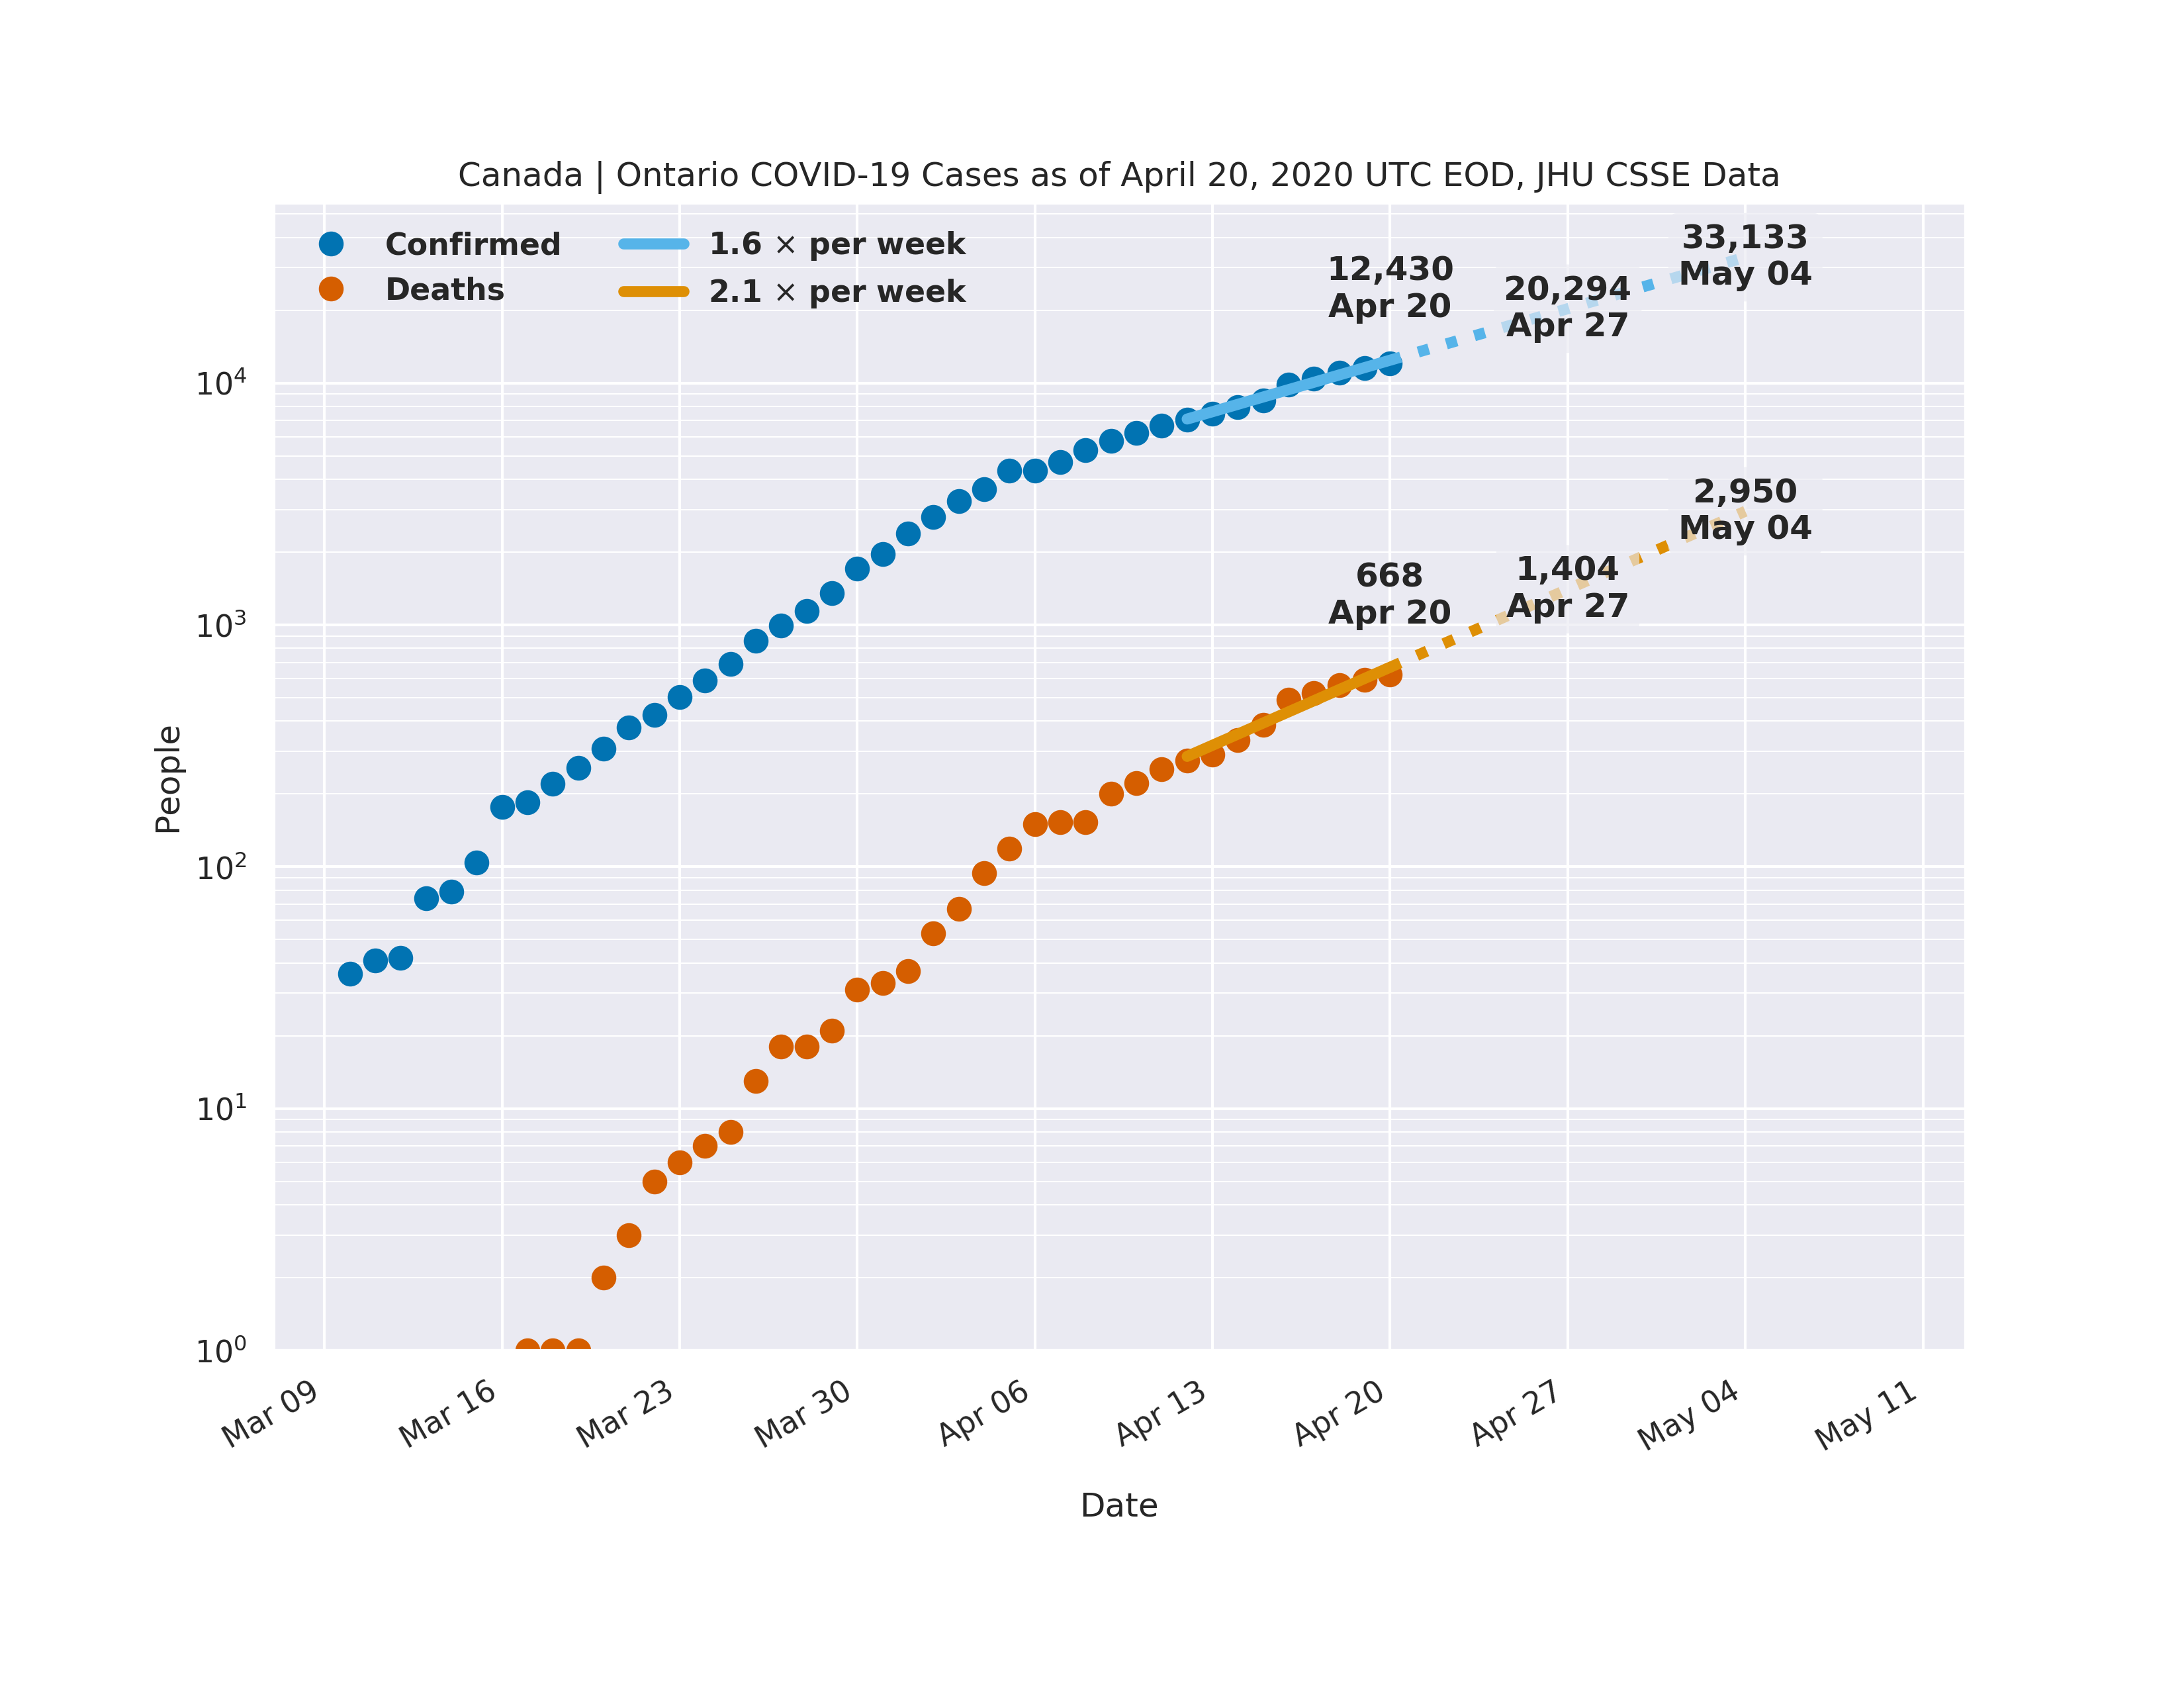 Canada | Ontario COVID-19 Cases as of April 20, 2020 UTC EOD, JHU CSSE Data
Confirmed
Deaths
1.6 × per week
2.1 × per week
12,430
Apr 20
20,294
Apr 27
33,133
May 04
668
Apr 20
1,404
Apr 27
2,950
May 04
People
10⁴
10³
10²
10¹
10⁰
Mar 09
Mar 16
Mar 23
Mar 30
Apr 06
Apr 13
Apr 20
Apr 27
May 04
May 11
Date